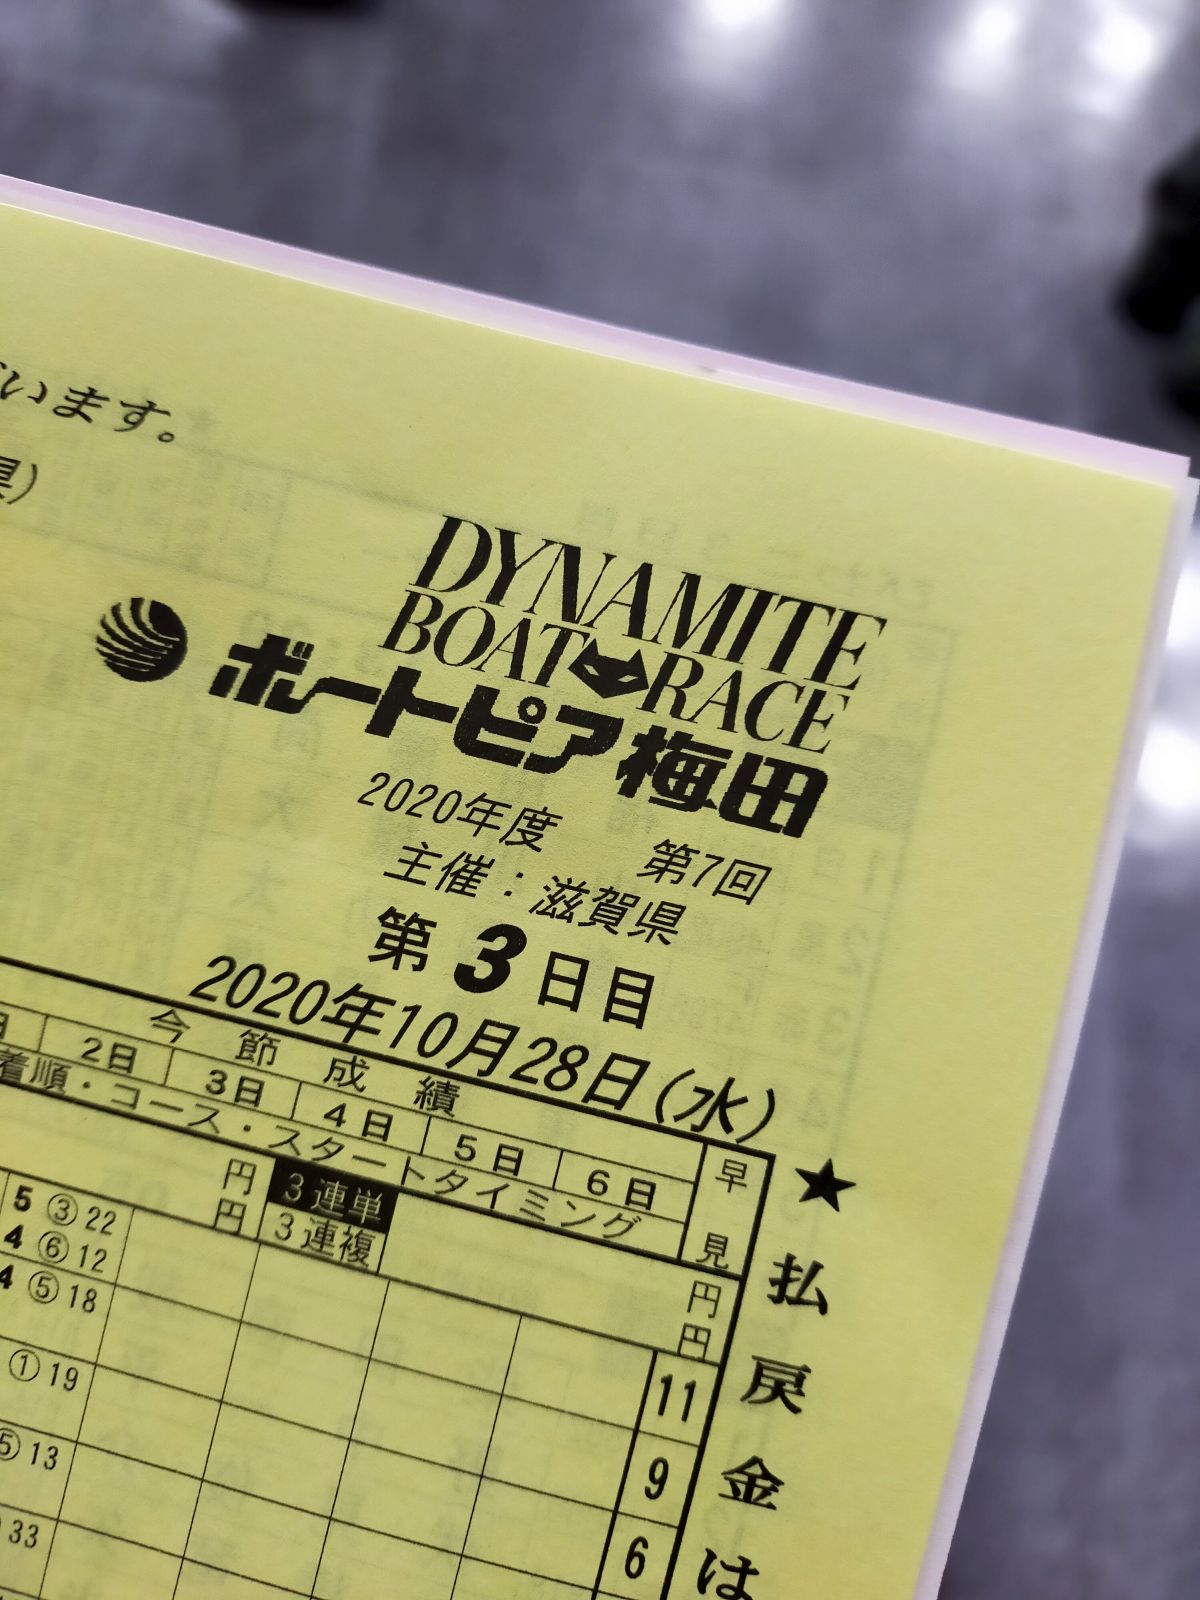 います。
県)
DYNAMITE
BOAT RACE
ボートピア梅田
2020年度 第7回
主催：滋賀県
第3日目
2020年10月28日(水)
今節成績
2日 3日 4日 5日 6日
着順・コース・スタートタイミング
早見
円 3連単 円
円 3連複 円
5 ③ 22
4 ⑥ 12
4 ⑤ 18
① 19 11
⑤ 13 9
33 6
★払戻金は